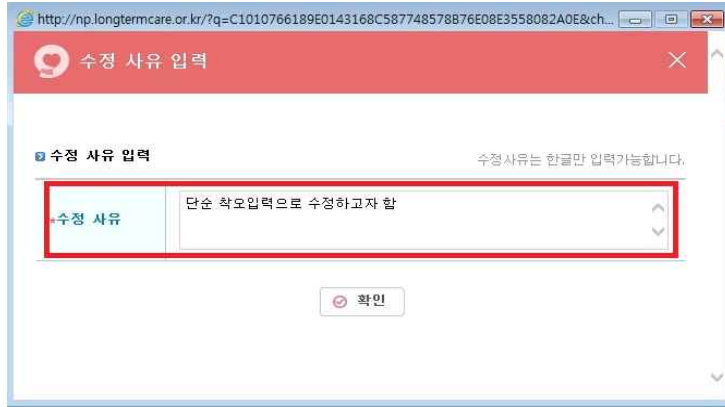 http://np.longtermcare.or.kr/?q=C1010766189E0143168C587748578B76E08E3558082A0E&ch...
수정 사유 입력
수정 사유 입력
수정사유는 한글만 입력가능합니다.
*수정 사유
단순 착오입력으로 수정하고자 함
확인